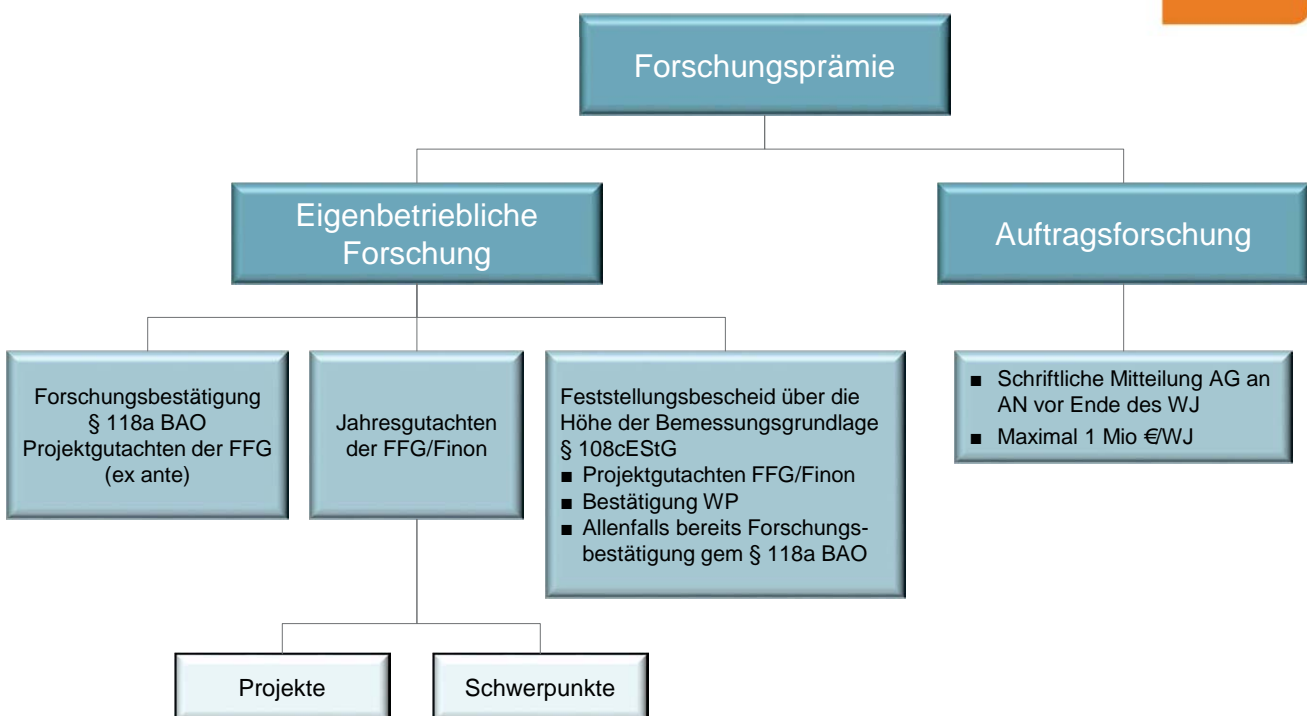 Forschungsprämie
Eigenbetriebliche
Forschung
Auftragsforschung
Forschungsbestätigung
§ 118a BAO
Projektgutachten der FFG
(ex ante)
Jahresgutachten
der FFG/Finon
Feststellungsbescheid über die
Höhe der Bemessungsgrundlage
§ 108cEStG
■ Projektgutachten FFG/Finon
■ Bestätigung WP
■ Allenfalls bereits Forschungs-
bestätigung gem § 118a BAO
■ Schriftliche Mitteilung AG an
AN vor Ende des WJ
■ Maximal 1 Mio €/WJ
Projekte
Schwerpunkte